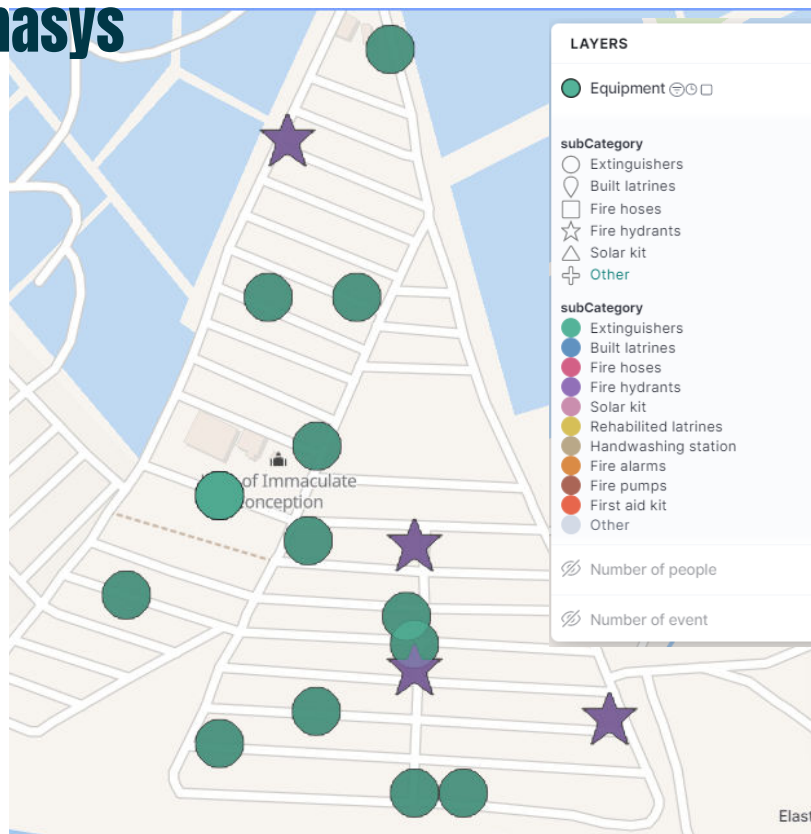 nasys
LAYERS
Equipment
subCategory
Extinguishers
Built latrines
Fire hoses
Fire hydrants
Solar kit
Other
subCategory
Extinguishers
Built latrines
Fire hoses
Fire hydrants
Solar kit
Rehabilited latrines
Handwashing station
Fire alarms
Fire pumps
First aid kit
Other
Number of people
Number of event
of Immaculate
onception
Elast